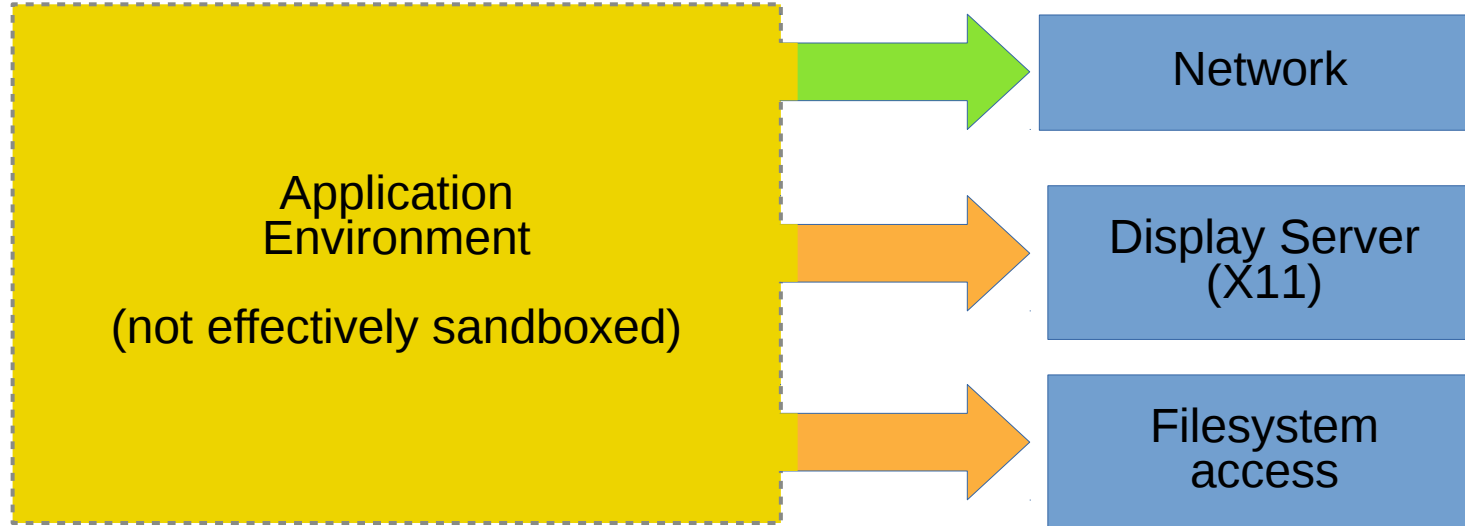 Application
Environment
(not effectively sandboxed)
Network
Display Server
(X11)
Filesystem
access